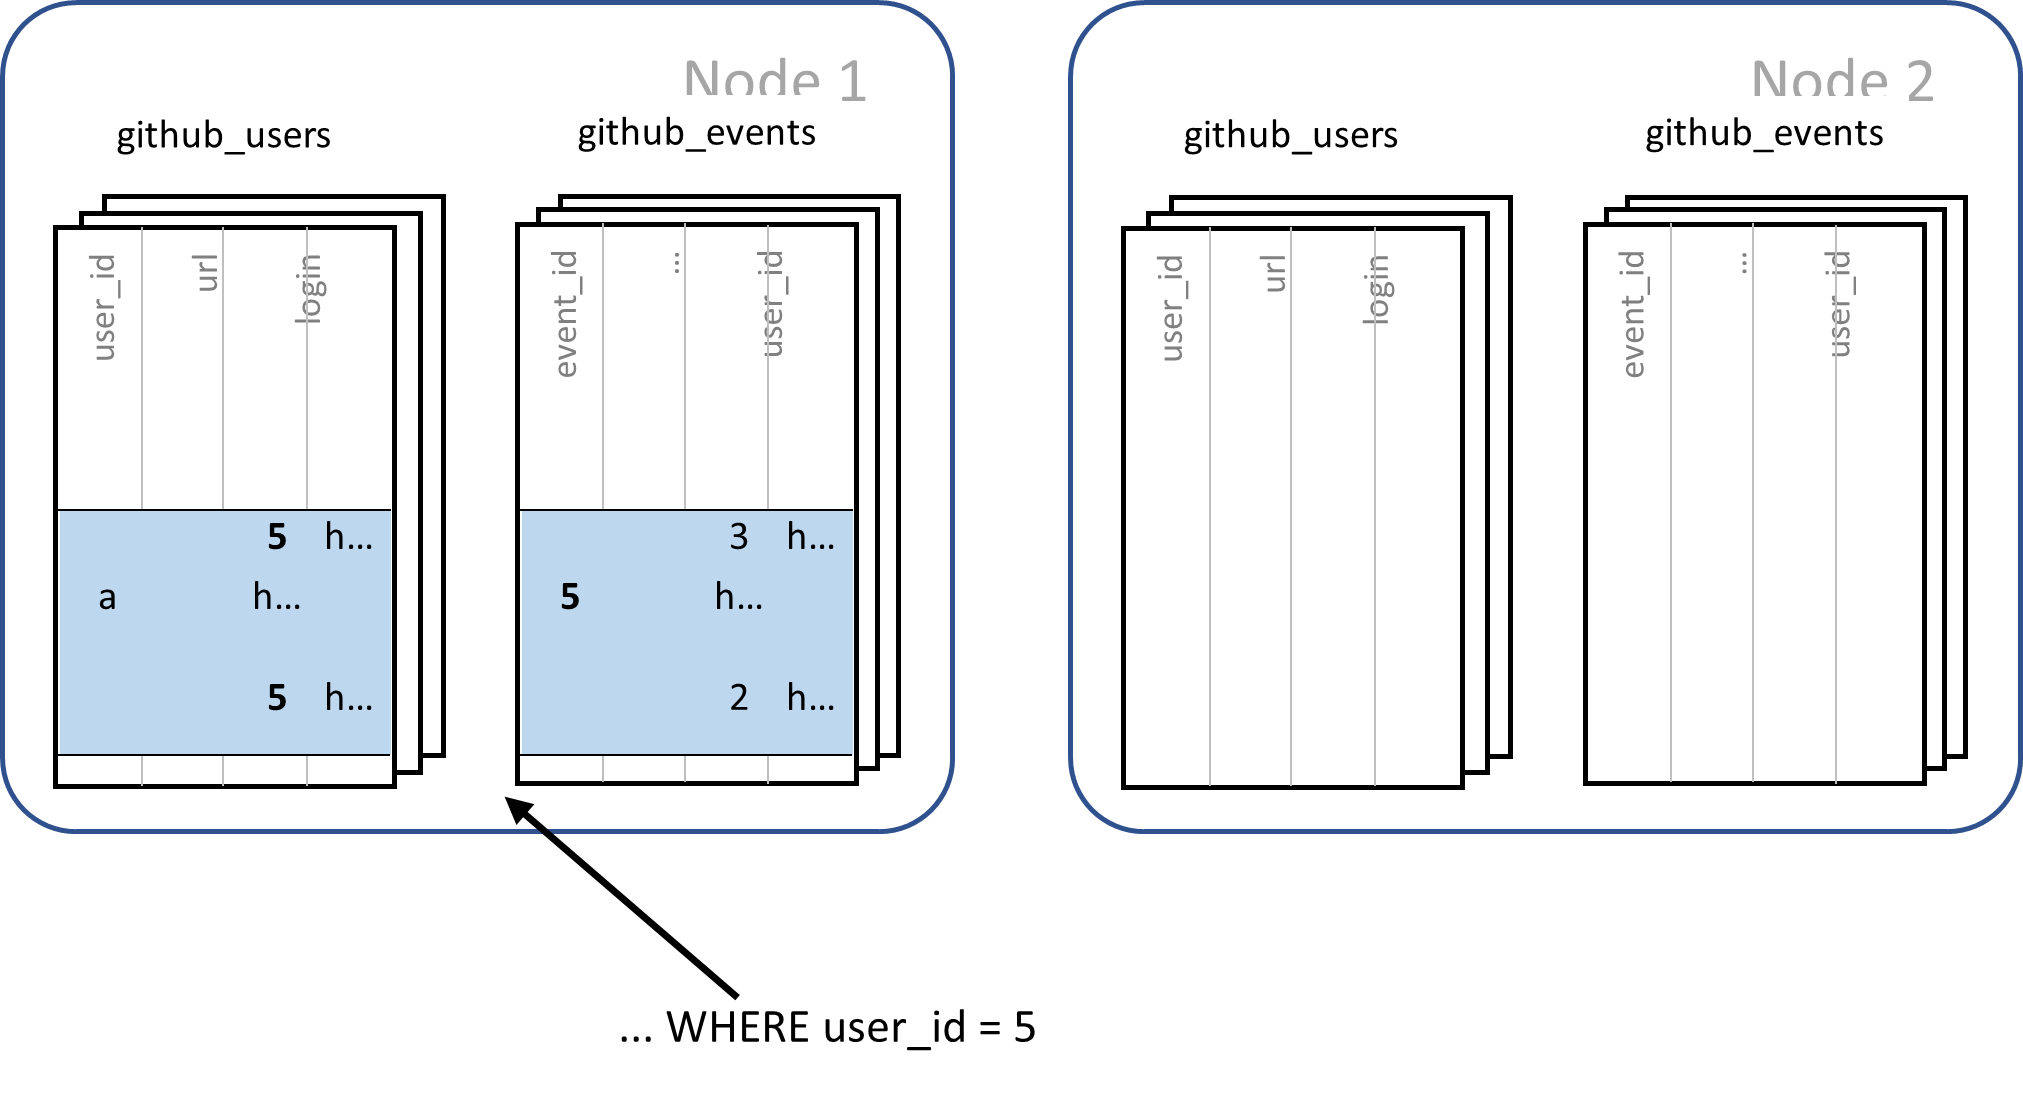 Node 1
github_users
github_events
user_id
url
login
event_id
...
user_id
5 h...
a h...
5 h...
3 h...
5 h...
2 h...
Node 2
github_users
github_events
user_id
url
login
event_id
...
user_id
... WHERE user_id = 5